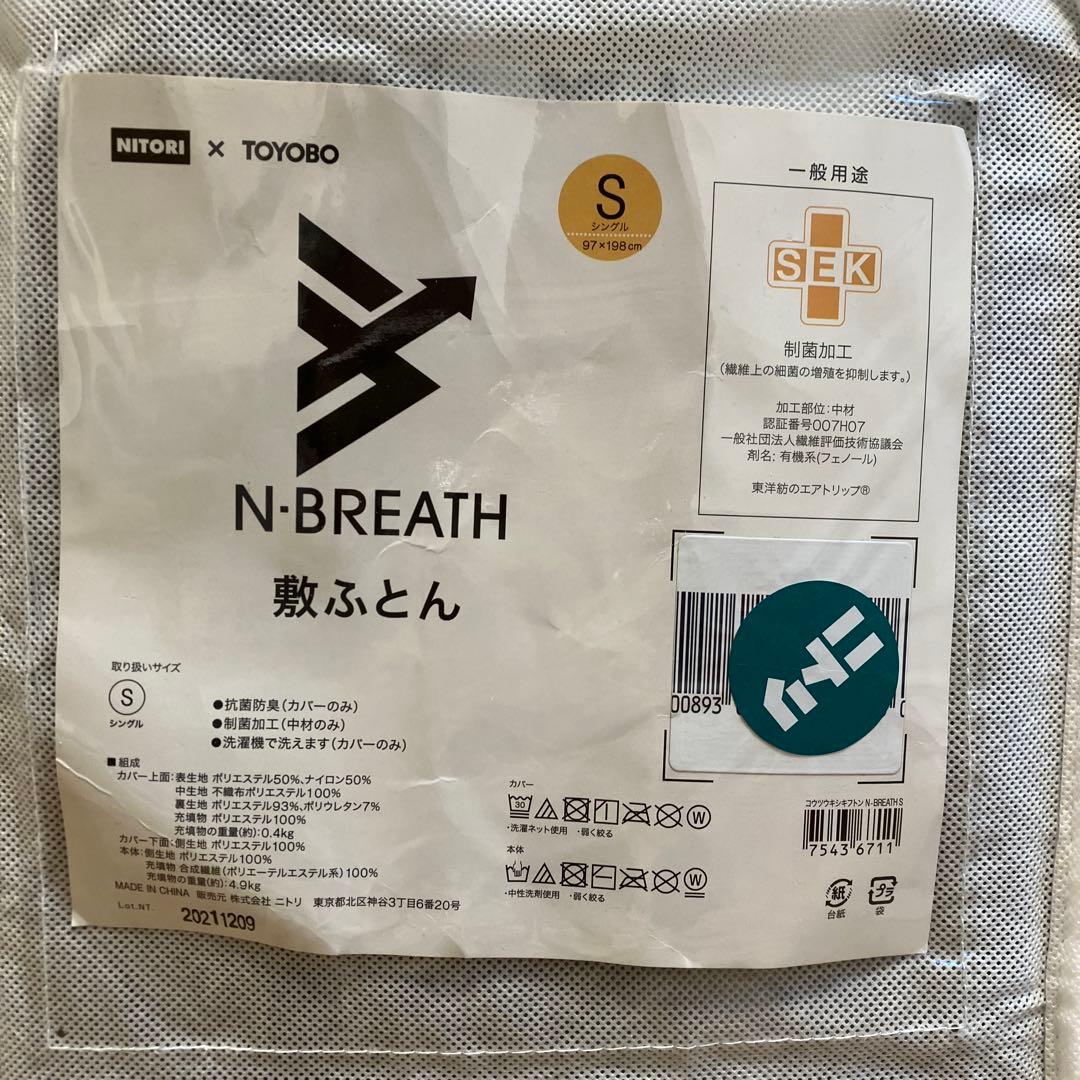 NITORI × TOYOBO
S
シングル
97×198cm
一般用途
SEK
制菌加工
(繊維上の細菌の増殖を抑制します。)
加工部位:中材
認証番号007H07
一般社団法人繊維評価技術協議会
剤名: 有機系(フェノール)
東洋紡のエアトリップ®
N-BREATH
敷ふとん
00893
ニトリ
取り扱いサイズ
S
シングル
●抗菌防臭(カバーのみ)
●制菌加工(中材のみ)
●洗濯機で洗えます(カバーのみ)
■組成
カバー上面:表生地 ポリエステル50%、ナイロン50%
中生地 不織布ポリエステル100%
裏生地 ポリエステル93%、ポリウレタン7%
充填物 ポリエステル100%
充填物の重量(約):0.4kg
カバー下面:側生地 ポリエステル100%
本体:側生地 ポリエステル100%
充填物 合成繊維(ポリエーテルエステル系)100%
充填物の重量(約):4.9kg
MADE IN CHINA 販売元 株式会社 ニトリ 東京都北区神谷3丁目6番20号
Lot.NT.
20211209
カバー
30
W
・洗濯ネット使用 ・弱く絞る
本体
W
・中性洗剤使用 ・弱く絞る
コウツウキシキフトン N-BREATH S
7543 6711
紙
台紙
プラ
袋